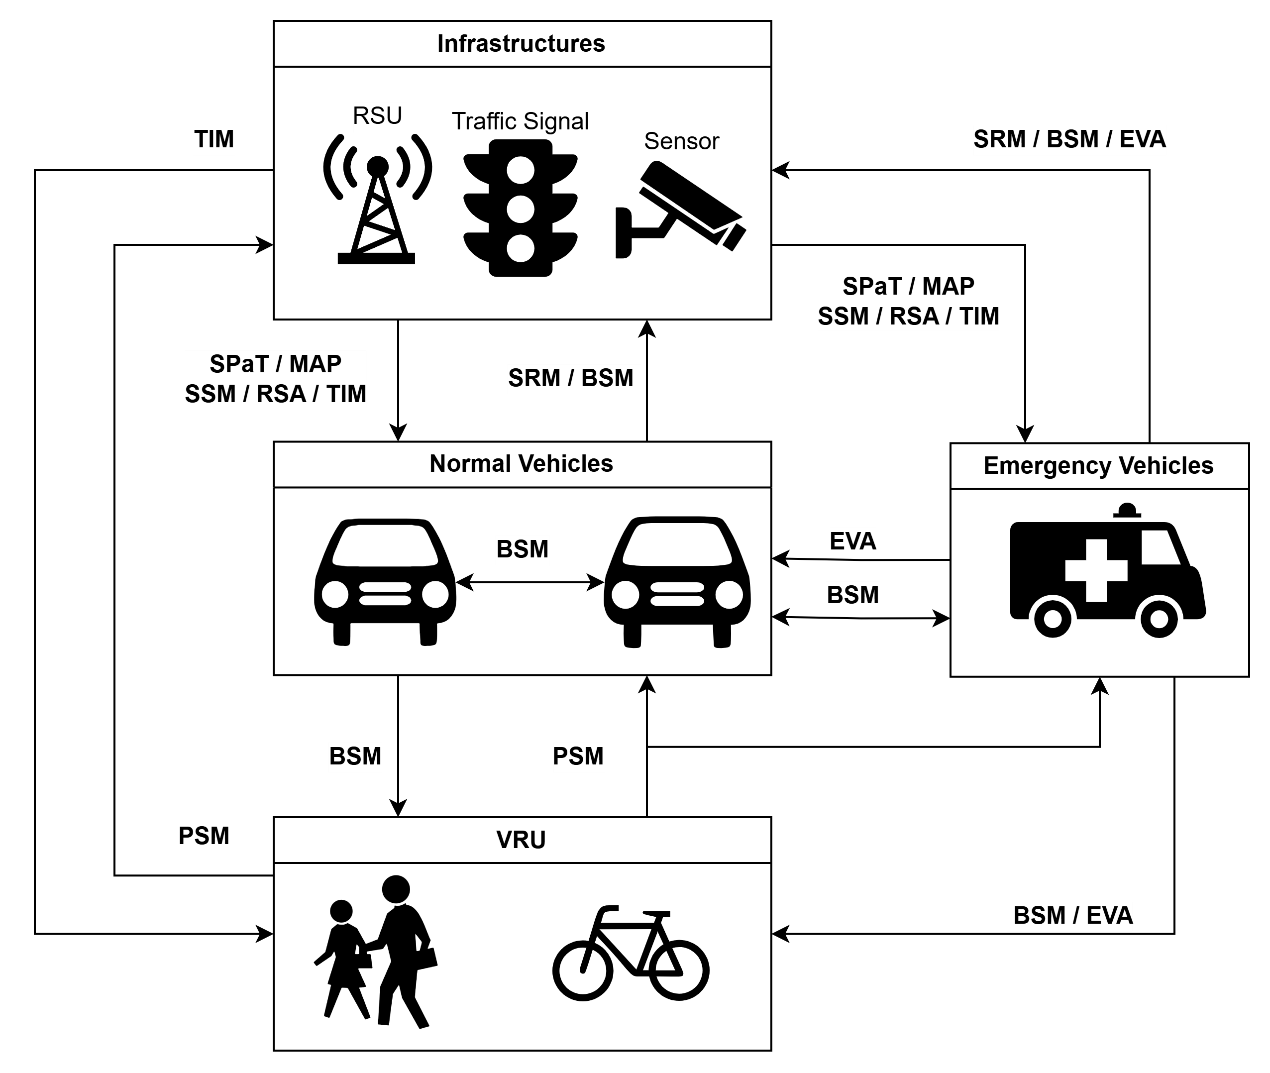 Infrastructures
RSU
Traffic Signal
Sensor
TIM
SRM / BSM / EVA
SPaT / MAP
SSM / RSA / TIM
SPaT / MAP
SSM / RSA / TIM
SRM / BSM
Normal Vehicles
Emergency Vehicles
BSM
EVA
BSM
BSM
PSM
PSM
VRU
BSM / EVA